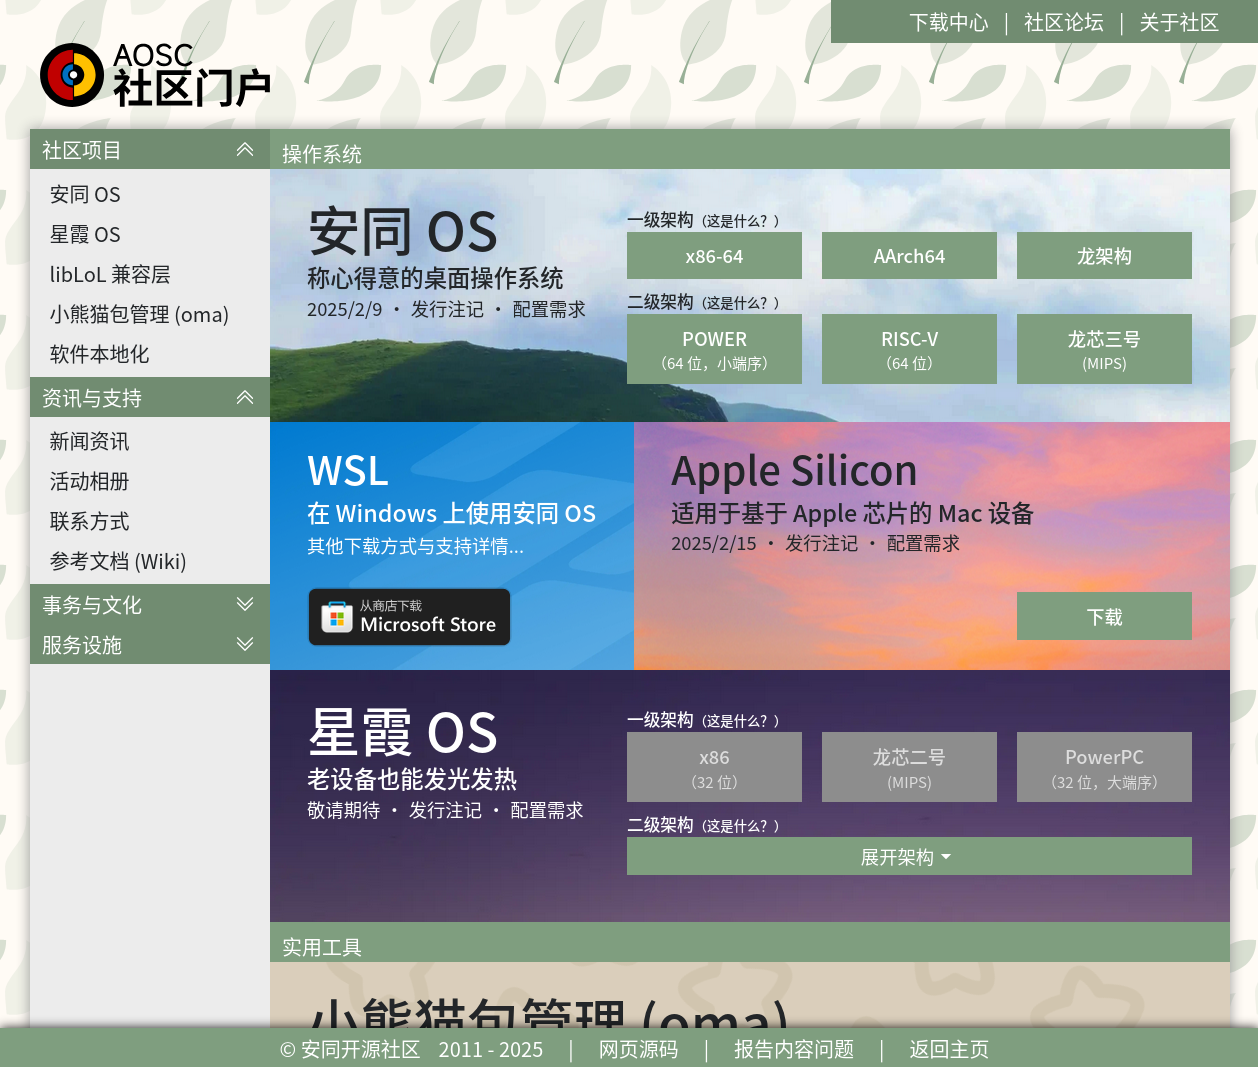 下载中心 | 社区论坛 | 关于社区
AOSC
社区门户
社区项目
安同 OS
星霞 OS
libLoL 兼容层
小熊猫包管理 (oma)
软件本地化
资讯与支持
新闻资讯
活动相册
联系方式
参考文档 (Wiki)
事务与文化
服务设施
操作系统
安同 OS
称心得意的桌面操作系统
2025/2/9 • 发行注记 • 配置需求
一级架构（这是什么？）
x86-64
AArch64
龙架构
二级架构（这是什么？）
POWER
（64 位，小端序）
RISC-V
（64 位）
龙芯三号
(MIPS)
WSL
在 Windows 上使用安同 OS
其他下载方式与支持详情...
从商店下载
Microsoft Store
Apple Silicon
适用于基于 Apple 芯片的 Mac 设备
2025/2/15 • 发行注记 • 配置需求
下载
星霞 OS
老设备也能发光发热
敬请期待 • 发行注记 • 配置需求
一级架构（这是什么？）
x86
（32 位）
龙芯二号
(MIPS)
PowerPC
（32 位，大端序）
二级架构（这是什么？）
展开架构
实用工具
小熊猫包管理 (oma)
© 安同开源社区 2011 - 2025 | 网页源码 | 报告内容问题 | 返回主页